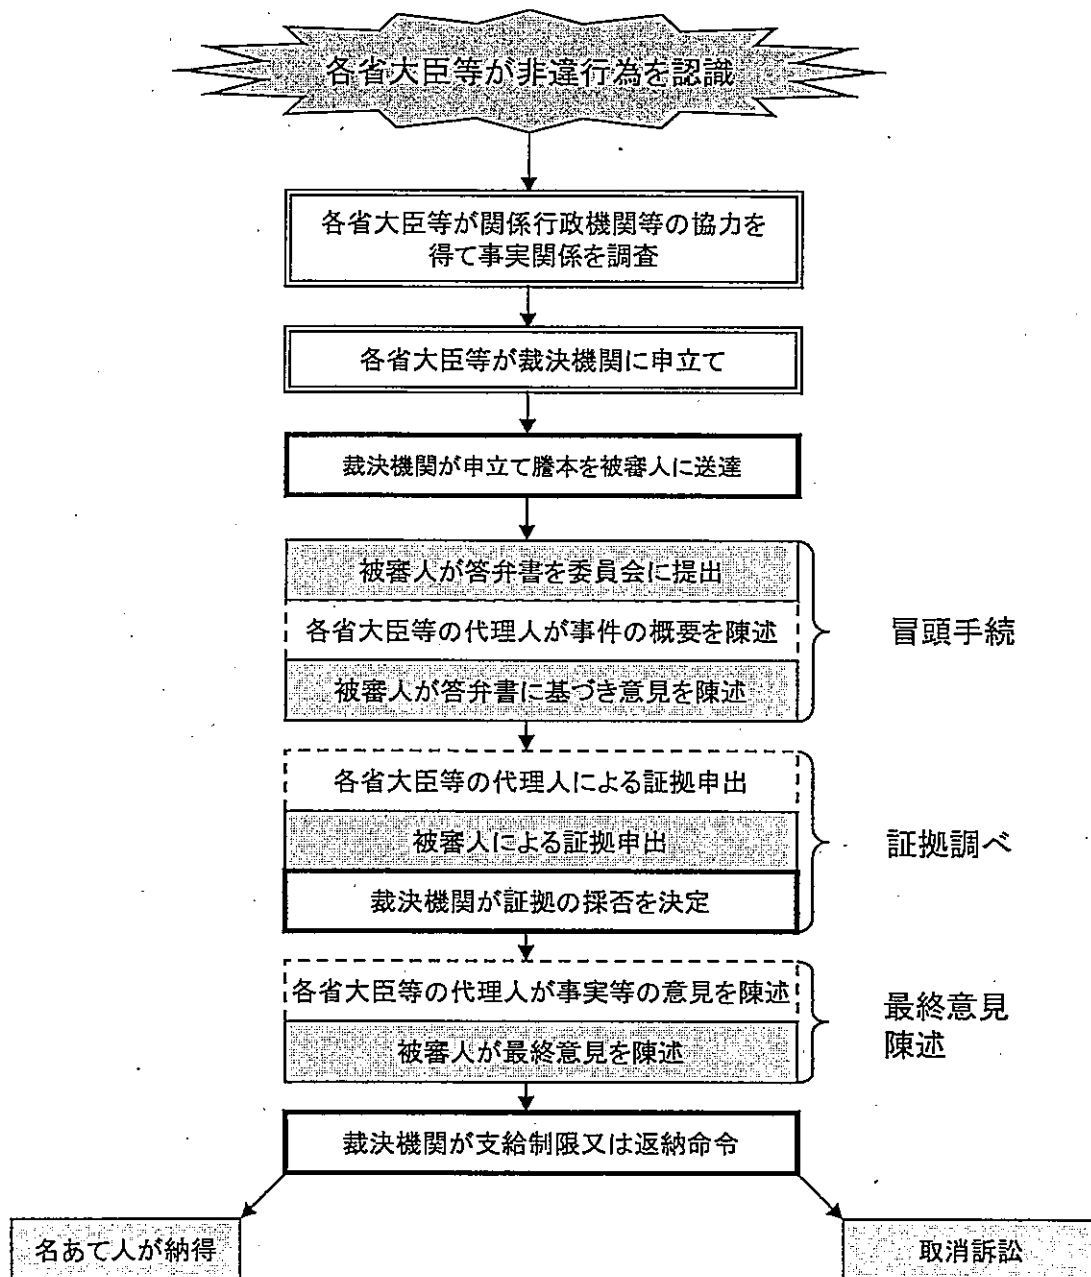 各省大臣等が非違行為を認識
各省大臣等が関係行政機関等の協力を
得て事実関係を調査
各省大臣等が裁決機関に申立て
裁決機関が申立て謄本を被審人に送達
被審人が答弁書を委員会に提出
各省大臣等の代理人が事件の概要を陳述
被審人が答弁書に基づき意見を陳述
冒頭手続
各省大臣等の代理人による証拠申出
被審人による証拠申出
裁決機関が証拠の採否を決定
証拠調べ
各省大臣等の代理人が事実等の意見を陳述
被審人が最終意見を陳述
最終意見
陳述
裁決機関が支給制限又は返納命令
名あて人が納得
取消訴訟